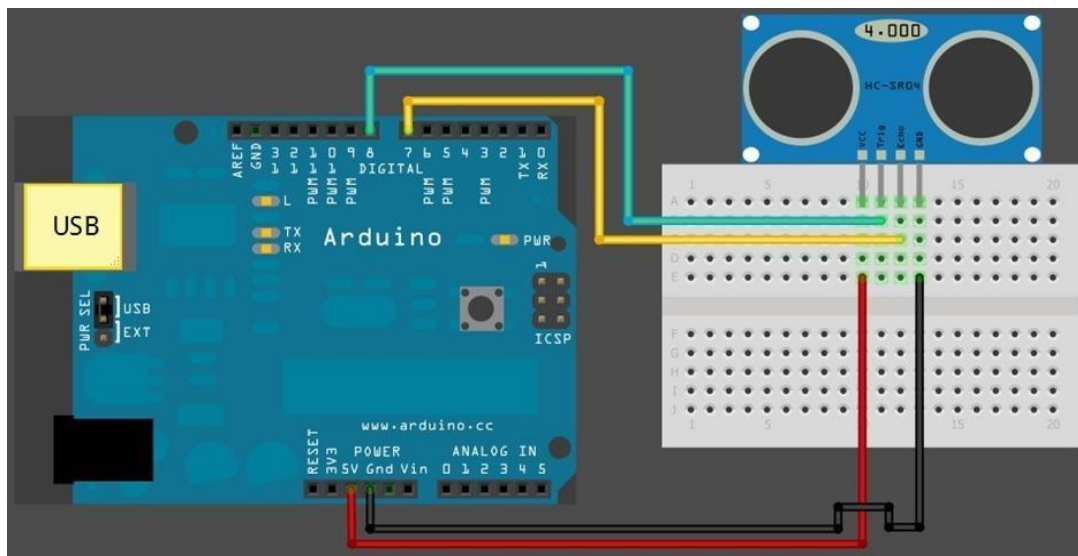 4.000
HC-SR04
VCC Trig Echo GND
AREF GND 13 12 11 10 9 8 7 6 5 4 3 2 1 0
PWM PWM PWM PWM PWM PWM TX RX
DIGITAL
USB
L
TX
RX
Arduino
PWR
1
ICSP
PWR SEL
USB
EXT
www.arduino.cc
POWER
ANALOG IN
RESET 3V3 5V Gnd Vin 0 1 2 3 4 5
1 5 10 15 20
A
D
E
F
G
H
I
J
1 5 15 20